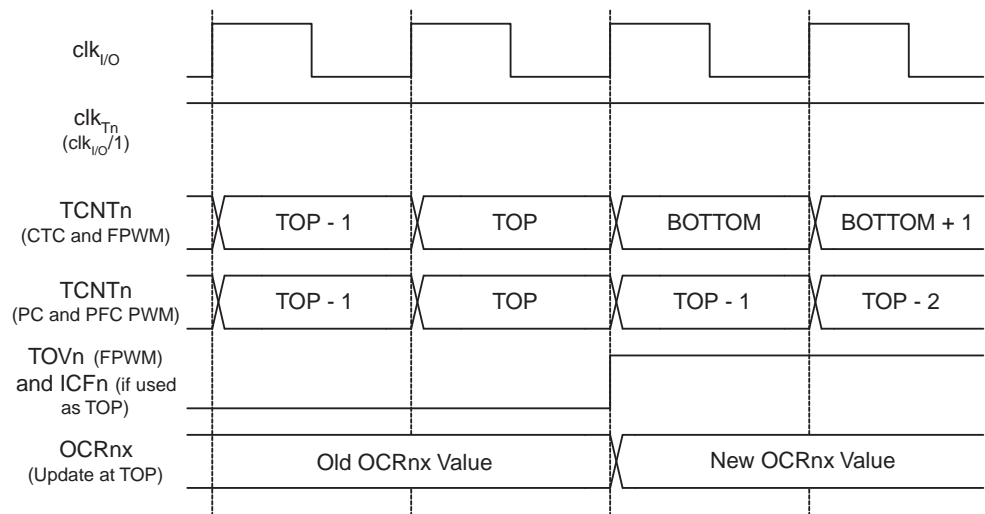 clkI/O
clkTn
(clkI/O/1)
TCNTn
(CTC and FPWM)
TOP - 1
TOP
BOTTOM
BOTTOM + 1
TCNTn
(PC and PFC PWM)
TOP - 1
TOP
TOP - 1
TOP - 2
TOVn (FPWM)
and ICFn (if used
as TOP)
OCRnx
(Update at TOP)
Old OCRnx Value
New OCRnx Value